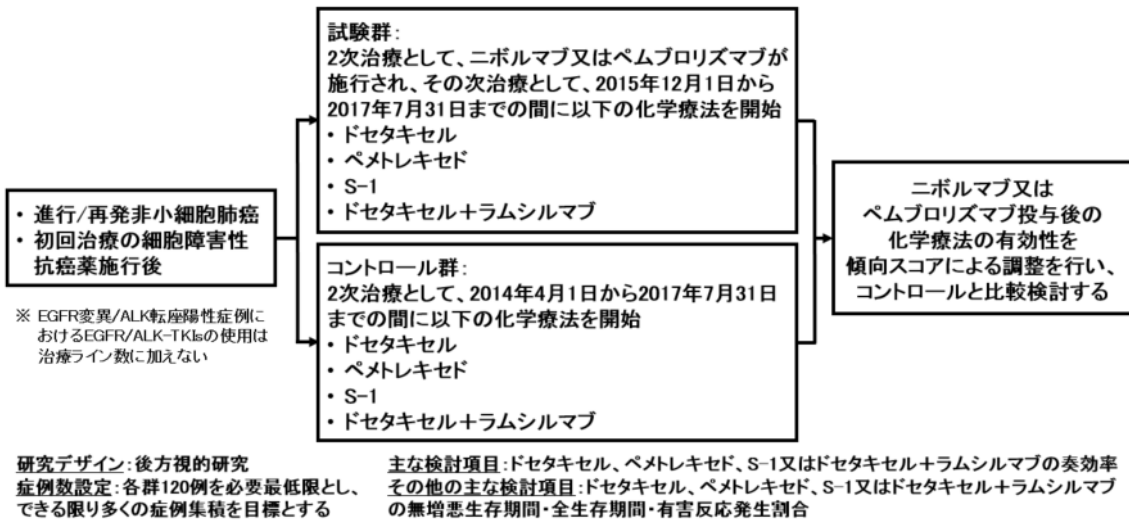 試験群：
2次治療として、ニボルマブ又はペムブロリズマブが
施行され、その次治療として、2015年12月1日から
2017年7月31日までの間に以下の化学療法を開始
・ドセタキセル
・ペメトレキセド
・S-1
・ドセタキセル＋ラムシルマブ
・進行/再発非小細胞肺癌
・初回治療の細胞障害性
抗癌薬施行後
※ EGFR変異/ALK転座陽性症例に
おけるEGFR/ALK-TKIsの使用は
治療ライン数に加えない
コントロール群：
2次治療として、2014年4月1日から2017年7月31日
までの間に以下の化学療法を開始
・ドセタキセル
・ペメトレキセド
・S-1
・ドセタキセル＋ラムシルマブ
ニボルマブ又は
ペムブロリズマブ投与後の
化学療法の有効性を
傾向スコアによる調整を行い、
コントロールと比較検討する
研究デザイン：後方視的研究
症例数設定：各群120例を必要最低限とし、
できる限り多くの症例集積を目標とする
主な検討項目：ドセタキセル、ペメトレキセド、S-1又はドセタキセル＋ラムシルマブの奏効率
その他の主な検討項目：ドセタキセル、ペメトレキセド、S-1又はドセタキセル＋ラムシルマブ
の無増悪生存期間・全生存期間・有害反応発生割合